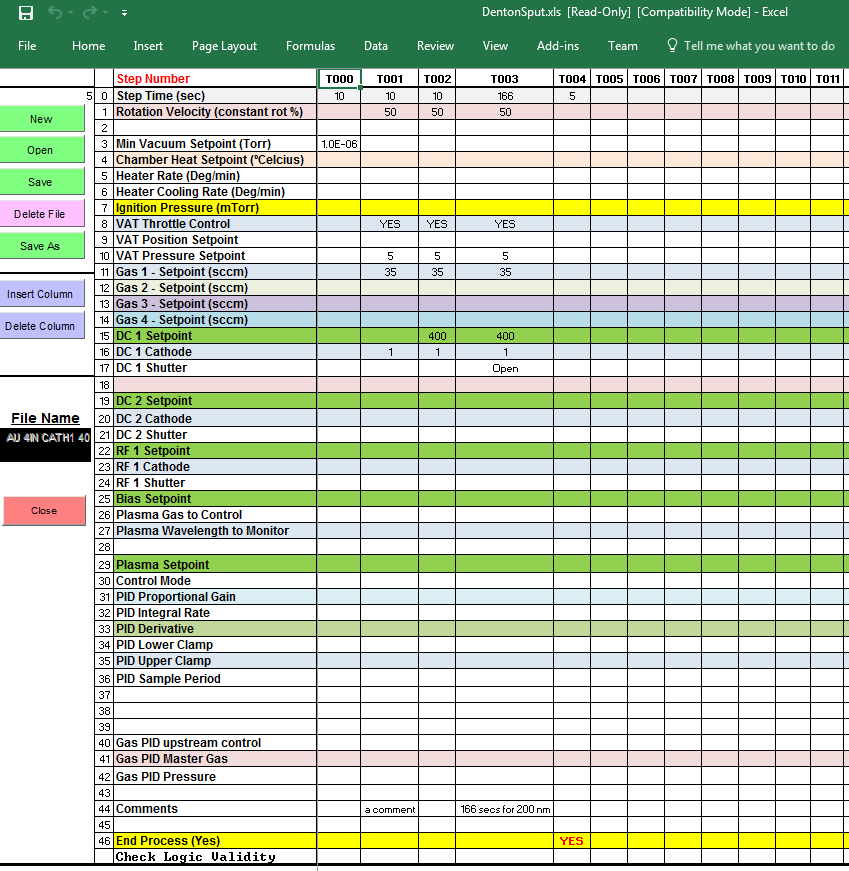 DentonSput.xls [Read-Only] [Compatibility Mode] - Excel
File Home Insert Page Layout Formulas Data Review View Add-ins Team Tell me what you want to do
Step Number T000 T001 T002 T003 T004 T005 T006 T007 T008 T009 T010 T011
5 0 Step Time (sec) 10 10 10 166 5
1 Rotation Velocity (constant rot %) 50 50 50
New
2
3 Min Vacuum Setpoint (Torr) 1.0E-06
Open
4 Chamber Heat Setpoint (ºCelcius)
5 Heater Rate (Deg/min)
Save
6 Heater Cooling Rate (Deg/min)
7 Ignition Pressure (mTorr)
Delete File
8 VAT Throttle Control YES YES YES
9 VAT Position Setpoint
Save As
10 VAT Pressure Setpoint 5 5 5
11 Gas 1 - Setpoint (sccm) 35 35 35
12 Gas 2 - Setpoint (sccm)
Insert Column
13 Gas 3 - Setpoint (sccm)
14 Gas 4 - Setpoint (sccm)
Delete Column
15 DC 1 Setpoint 400 400
16 DC 1 Cathode 1 1 1
17 DC 1 Shutter Open
18
19 DC 2 Setpoint
File Name
20 DC 2 Cathode
21 DC 2 Shutter
AU 4IN CATH1 40
22 RF 1 Setpoint
23 RF 1 Cathode
24 RF 1 Shutter
25 Bias Setpoint
Close
26 Plasma Gas to Control
27 Plasma Wavelength to Monitor
28
29 Plasma Setpoint
30 Control Mode
31 PID Proportional Gain
32 PID Integral Rate
33 PID Derivative
34 PID Lower Clamp
35 PID Upper Clamp
36 PID Sample Period
37
38
39
40 Gas PID upstream control
41 Gas PID Master Gas
42 Gas PID Pressure
43
44 Comments a comment 166 secs for 200 nm
45
46 End Process (Yes) YES
Check Logic Validity